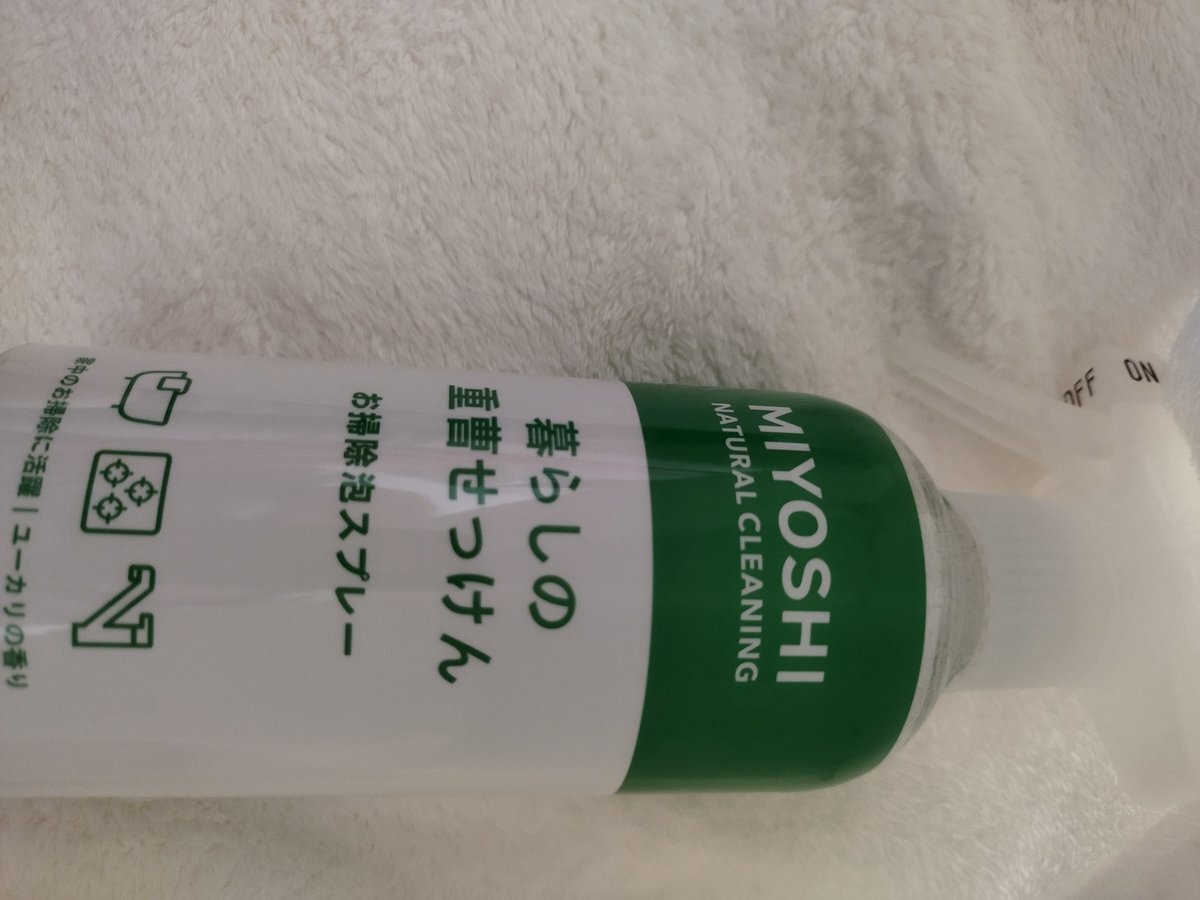 MIYOSHI
NATURAL CLEANING
暮らしの
重曹せっけん
お掃除泡スプレー
家中のお掃除に活躍 | ユーカリの香り
OFF ON